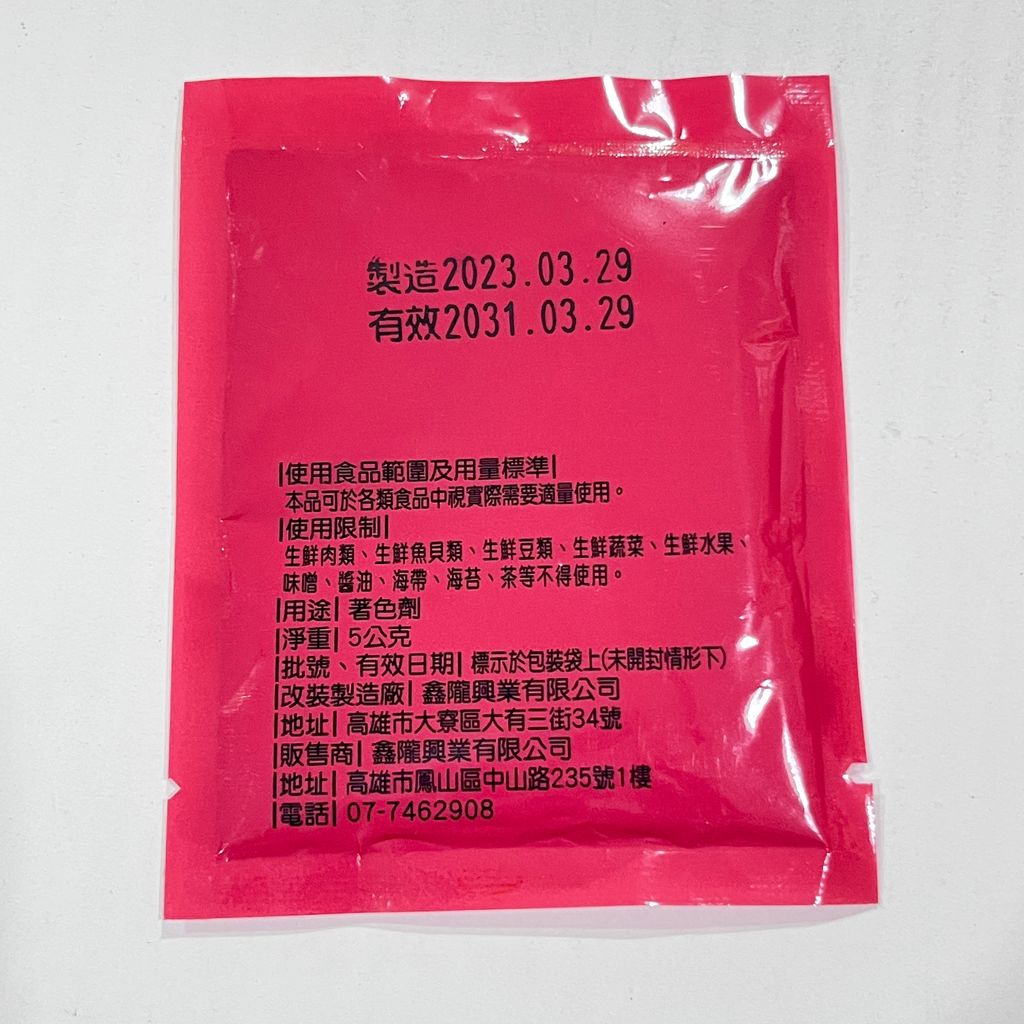 製造2023.03.29
有效2031.03.29
|使用食品範圍及用量標準|
本品可於各類食品中視實際需要適量使用。
|使用限制|
生鮮肉類、生鮮魚貝類、生鮮豆類、生鮮蔬菜、生鮮水果、
味噌、醬油、海帶、海苔、茶等不得使用。
|用途| 著色劑
|淨重| 5公克
|批號、有效日期| 標示於包裝袋上(未開封情形下)
|改裝製造廠| 鑫隴興業有限公司
|地址| 高雄市大寮區大有三街34號
|販售商| 鑫隴興業有限公司
|地址| 高雄市鳳山區中山路235號1樓
|電話| 07-7462908